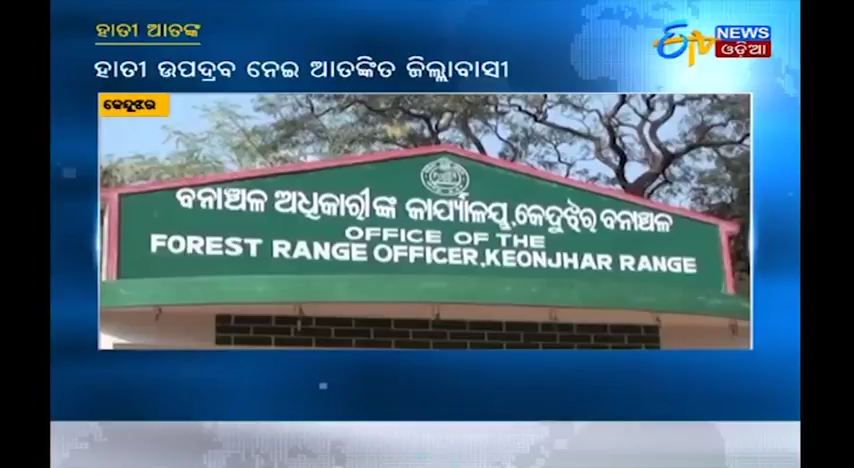 ହାତୀ ଆତଙ୍କ
ETV NEWS
ଓଡ଼ିଆ
ହାତୀ ଉପଦ୍ରବ ନେଇ ଆତଙ୍କିତ ଜିଲ୍ଲାବାସୀ
କେନ୍ଦୁଝର
ବନାଞ୍ଚଳ ଅଧିକାରୀଙ୍କ କାର୍ଯ୍ୟାଳୟ,କେନ୍ଦୁଝର ବନାଞ୍ଚଳ
OFFICE OF THE
FOREST RANGE OFFICER,KEONJHAR RANGE